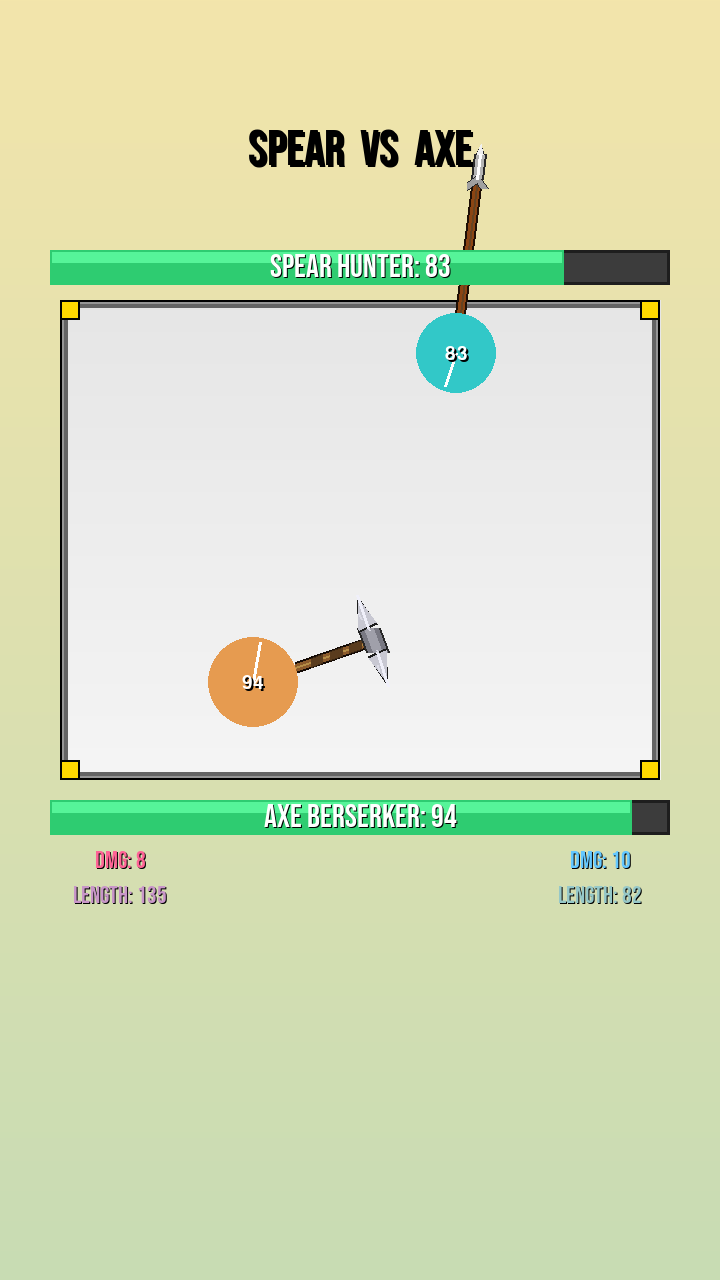 SPEAR VS AXE
SPEAR HUNTER: 83
83
94
AXE BERSERKER: 94
DMG: 8
DMG: 10
LENGTH: 135
LENGTH: 82